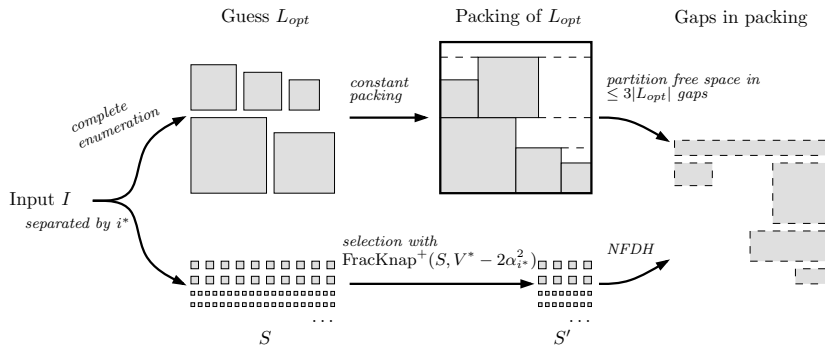 Guess L_opt
Packing of L_opt
Gaps in packing
complete
enumeration
constant
packing
partition free space in
≤ 3|L_opt| gaps
Input I
separated by i*
selection with
FracKnap⁺(S, V* − 2α²_{i*})
NFDH
...
...
S
S′